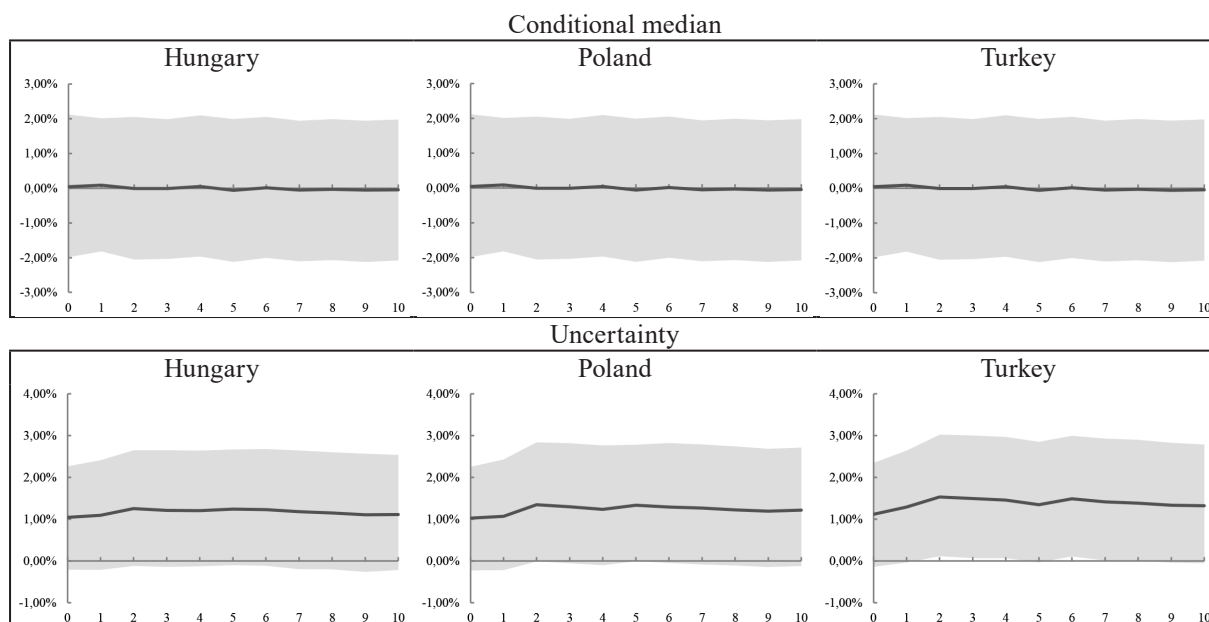 Conditional median
Hungary Poland Turkey
3,00% 3,00% 3,00%
2,00% 2,00% 2,00%
1,00% 1,00% 1,00%
0,00% 0,00% 0,00%
-1,00% -1,00% -1,00%
-2,00% -2,00% -2,00%
-3,00% -3,00% -3,00%
0 1 2 3 4 5 6 7 8 9 10 0 1 2 3 4 5 6 7 8 9 10 0 1 2 3 4 5 6 7 8 9 10
Uncertainty
Hungary Poland Turkey
4,00% 4,00% 4,00%
3,00% 3,00% 3,00%
2,00% 2,00% 2,00%
1,00% 1,00% 1,00%
0,00% 0,00% 0,00%
-1,00% -1,00% -1,00%
0 1 2 3 4 5 6 7 8 9 10 0 1 2 3 4 5 6 7 8 9 10 0 1 2 3 4 5 6 7 8 9 10